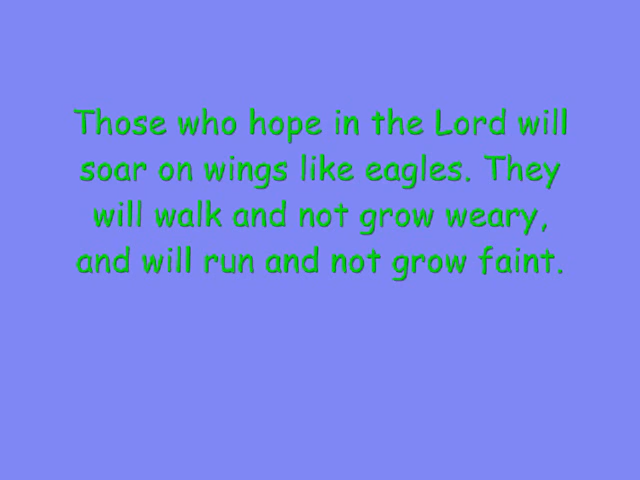 Those who hope in the Lord will
soar on wings like eagles. They
will walk and not grow weary,
and will run and not grow faint.